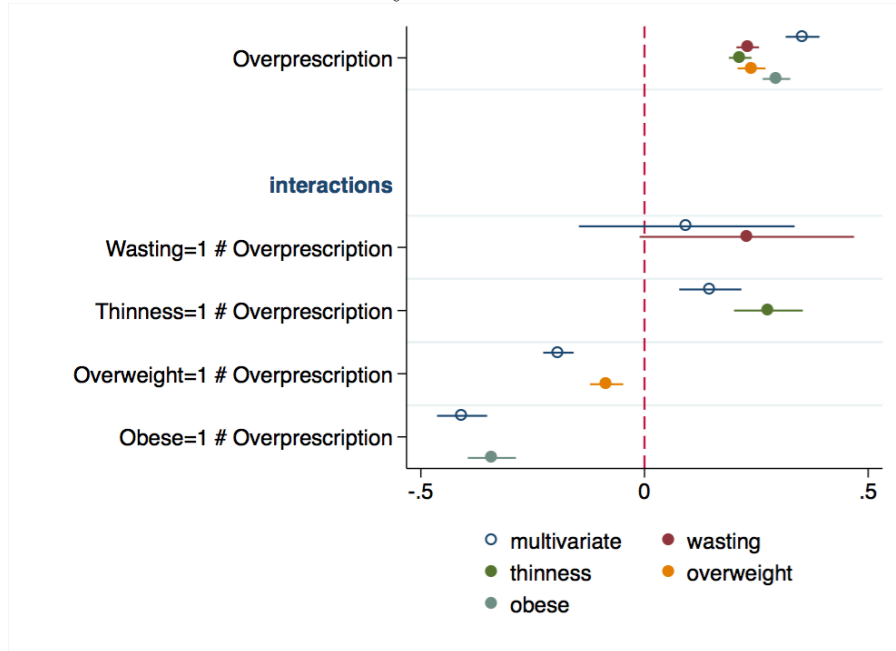 Overprescription
interactions
Wasting=1 # Overprescription
Thinness=1 # Overprescription
Overweight=1 # Overprescription
Obese=1 # Overprescription
-.5 0 .5
multivariate wasting
thinness overweight
obese